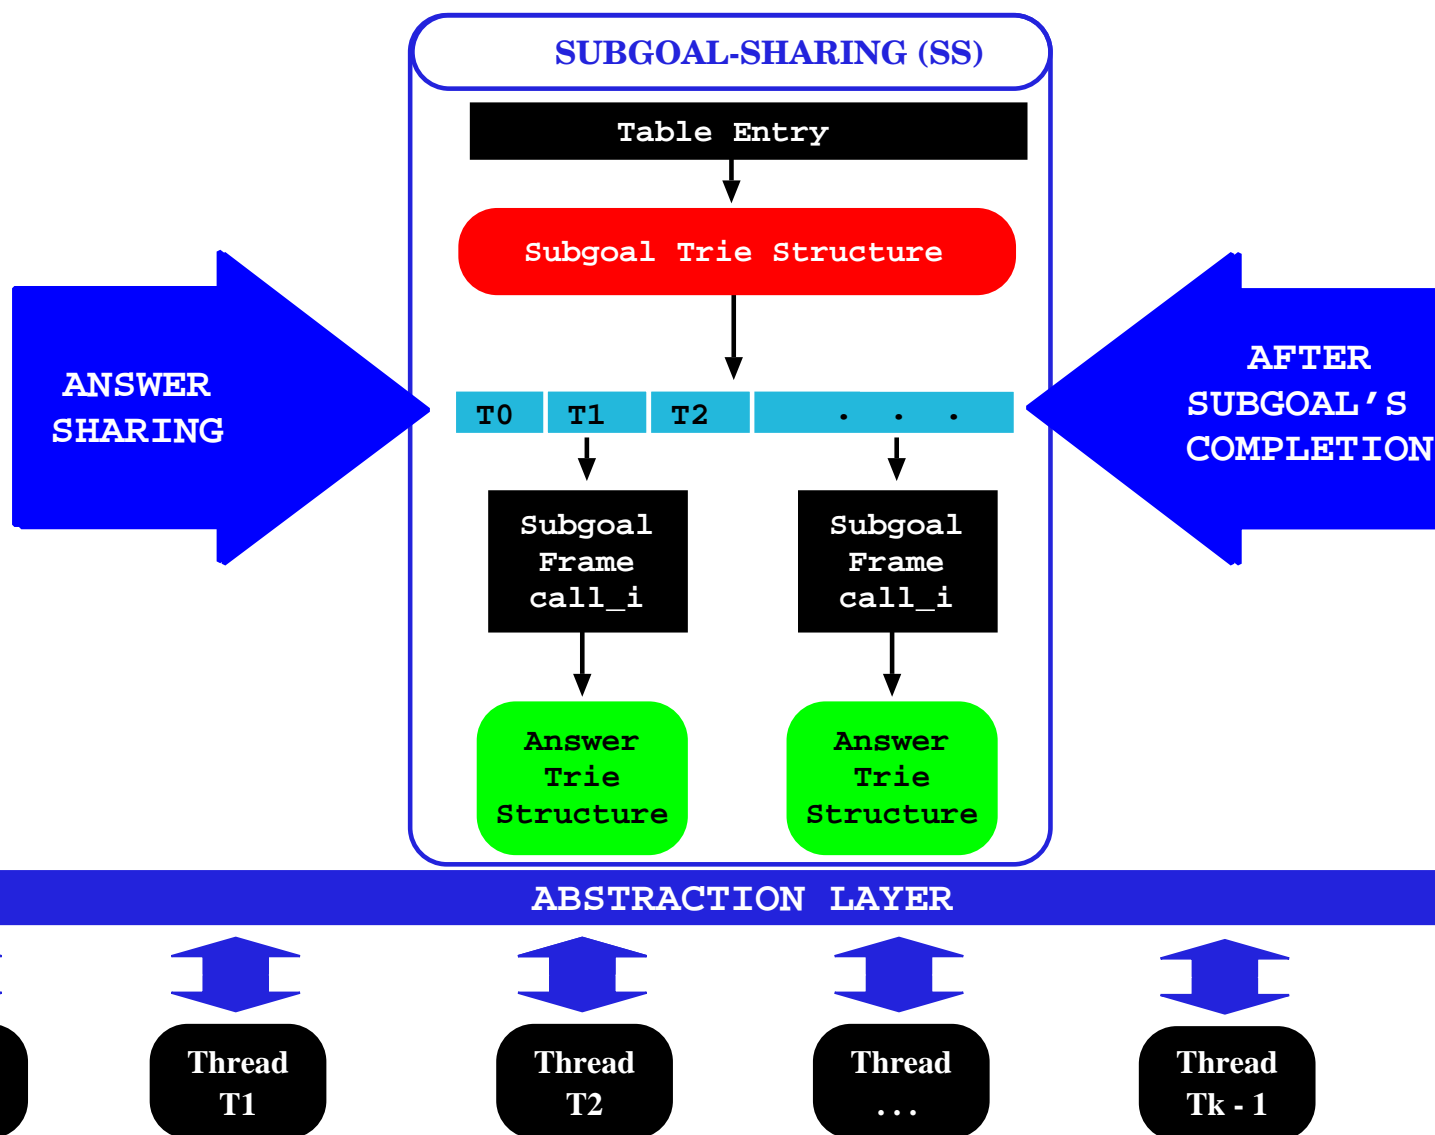 SUBGOAL-SHARING (SS)
Table Entry
Subgoal Trie Structure
ANSWER
SHARING
AFTER
SUBGOAL’S
COMPLETION
T0 T1 T2 . . .
Subgoal
Frame
call_i
Subgoal
Frame
call_i
Answer
Trie
Structure
Answer
Trie
Structure
ABSTRACTION LAYER
Thread
T1
Thread
T2
Thread
. . .
Thread
Tk - 1